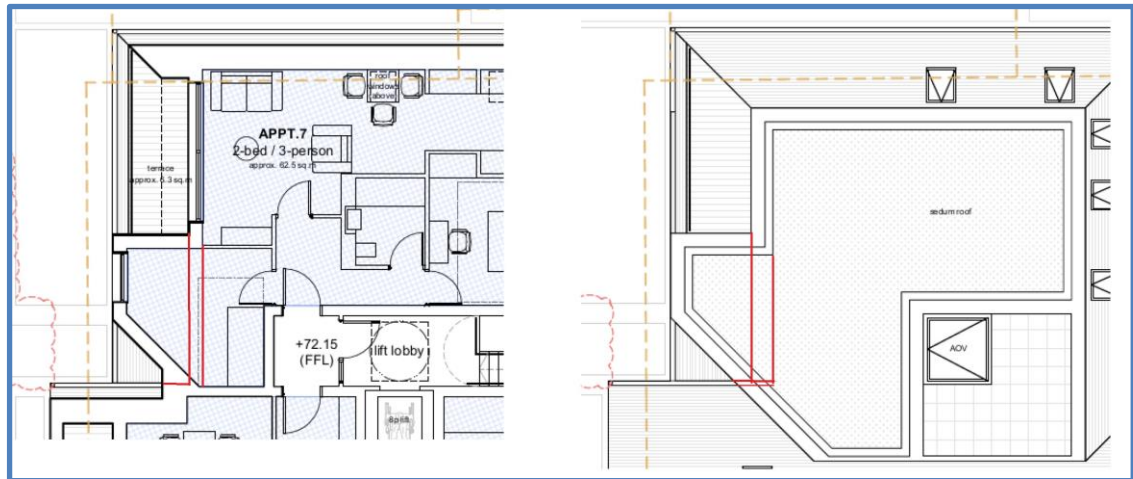 roof
windows
above
APPT.7
2-bed / 3-person
approx. 62.5 sq.m
terrace
approx. 6.3 sq.m
+72.15
(FFL)
lift lobby
sedum roof
AOV